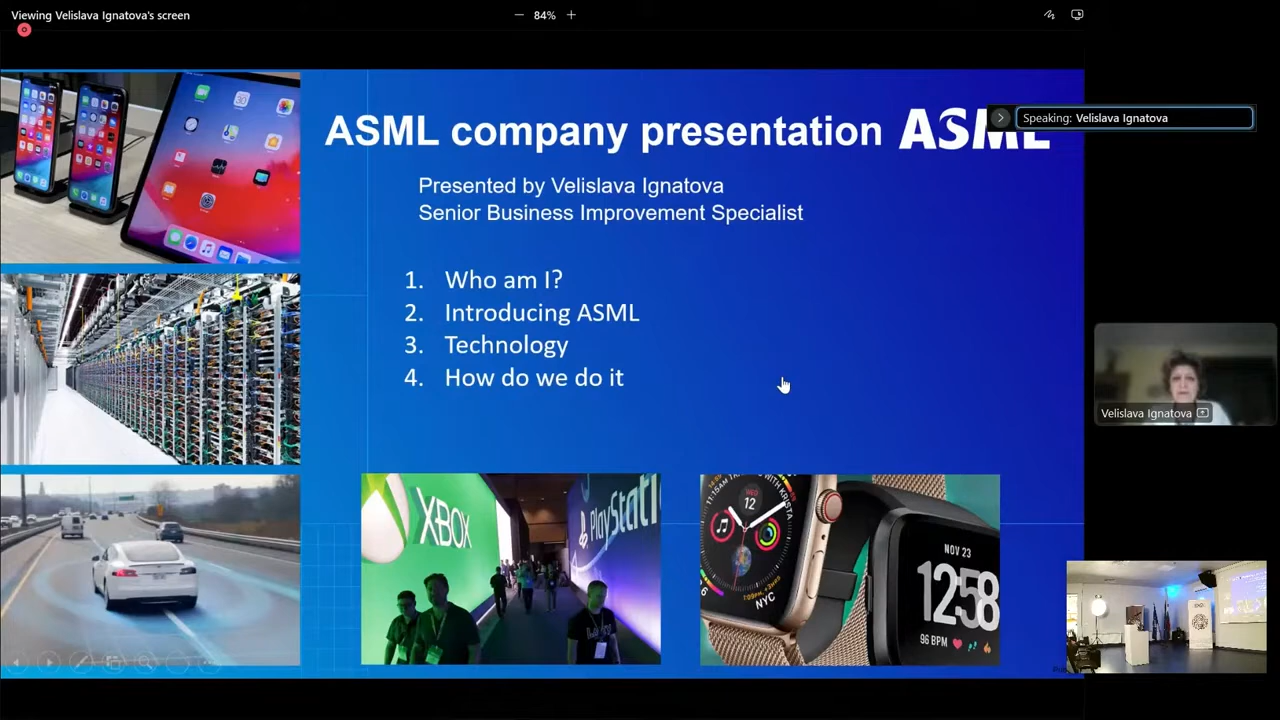 Viewing Velislava Ignatova's screen
84%
ASML company presentation
ASML
Speaking: Velislava Ignatova
Presented by Velislava Ignatova
Senior Business Improvement Specialist
1. Who am I?
2. Introducing ASML
3. Technology
4. How do we do it
Velislava Ignatova
XBOX
PlayStati
WED
12
NYC
NOV 23
12:58
96 BPM